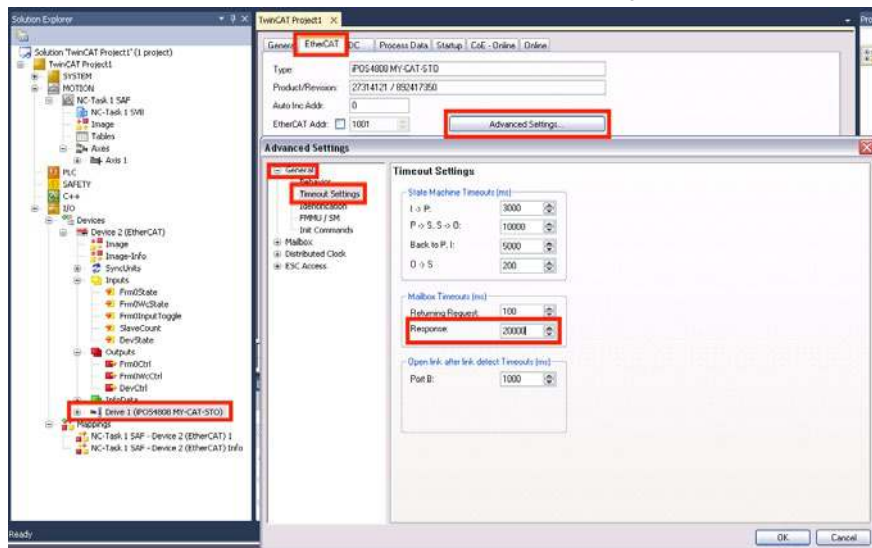 Solution Explorer
Solution 'TwinCAT Project1' (1 project)
TwinCAT Project1
SYSTEM
MOTION
NC-Task 1 SAF
NC-Task 1 SVB
Image
Tables
Axes
Axis 1
PLC
SAFETY
C++
I/O
Devices
Device 2 (EtherCAT)
Image
Image-Info
SyncUnits
Inputs
Frm0State
Frm0WcState
Frm0InputToggle
SlaveCount
DevState
Outputs
Frm0Ctrl
Frm0WcCtrl
DevCtrl
InfoData
Drive 1 (iPOS4808 MY-CAT-STO)
Mappings
NC-Task 1 SAF - Device 2 (EtherCAT) 1
NC-Task 1 SAF - Device 2 (EtherCAT) Info
Ready
TwinCAT Project1
General EtherCAT DC Process Data Startup CoE - Online Online
Type iPOS4808 MY-CAT-STO
Product/Revision: 27314121 / 892417350
Auto Inc Addr: 0
EtherCAT Addr: 1001 Advanced Settings...
Advanced Settings
General
Behavior
Timeout Settings
Identification
FMMU / SM
Init Commands
Mailbox
Distributed Clock
ESC Access
Timeout Settings
State Machine Timeouts (ms)
I -> P: 3000
P -> S, S -> O: 10000
Back to P, I: 5000
O -> S 200
Mailbox Timeouts (ms)
Returning Request: 100
Response: 20000
Open link after link detect Timeouts (ms)
Port B: 1000
OK Cancel
Pro